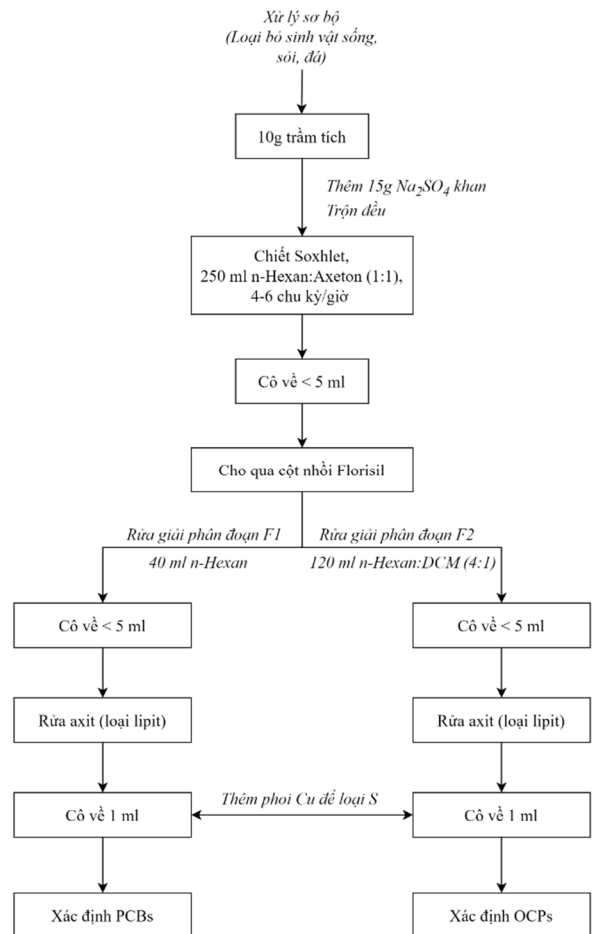 Xử lý sơ bộ
(Loại bỏ sinh vật sống,
sỏi, đá)
10g trầm tích
Thêm 15g Na₂SO₄ khan
Trộn đều
Chiết Soxhlet,
250 ml n-Hexan:Axeton (1:1),
4-6 chu kỳ/giờ
Cô về < 5 ml
Cho qua cột nhồi Florisil
Rửa giải phân đoạn F1
40 ml n-Hexan
Rửa giải phân đoạn F2
120 ml n-Hexan:DCM (4:1)
Cô về < 5 ml
Cô về < 5 ml
Rửa axit (loại lipit)
Rửa axit (loại lipit)
Cô về 1 ml
Thêm phoi Cu để loại S
Cô về 1 ml
Xác định PCBs
Xác định OCPs